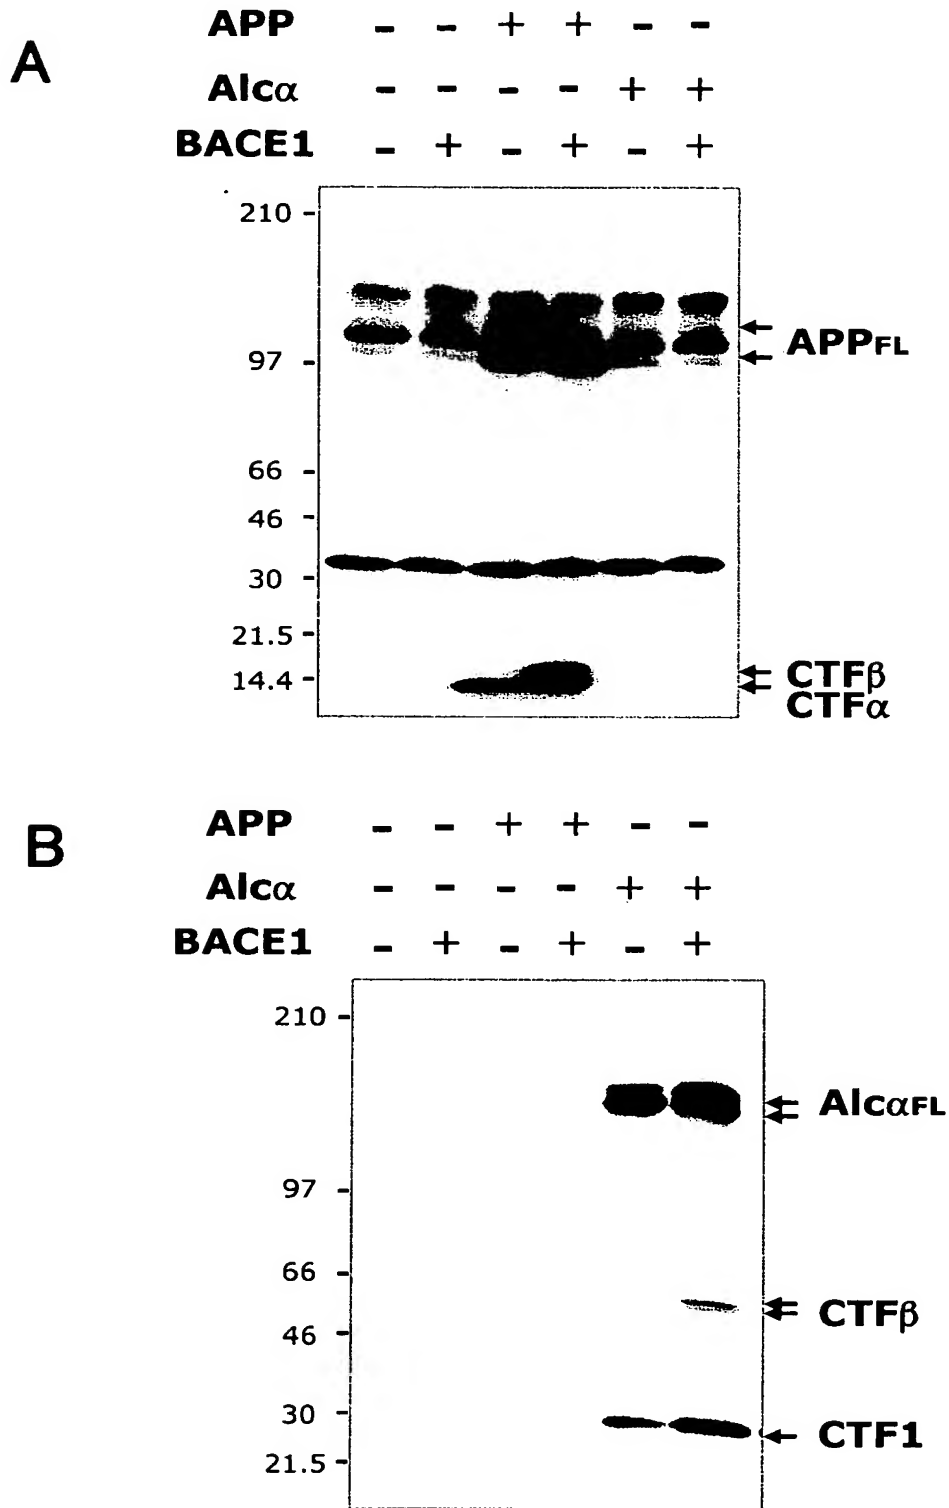 A
APP - - + + - -
Alcα - - - - + +
BACE1 - + - + - +
210
97
66
46
30
21.5
14.4
APPFL
CTFβ
CTFα
B
APP - - + + - -
Alcα - - - - + +
BACE1 - + - + - +
210
97
66
46
30
21.5
AlcαFL
CTFβ
CTF1